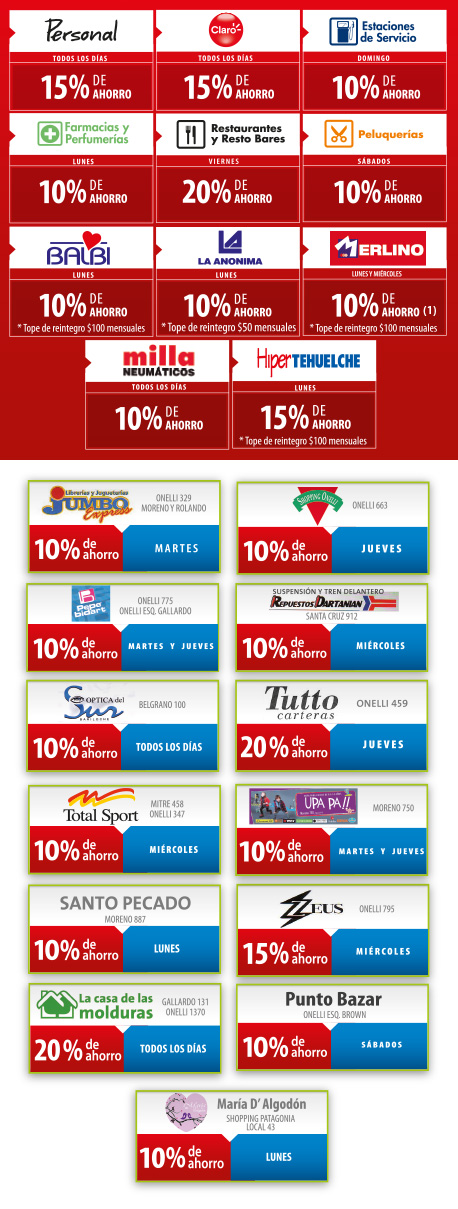 Personal
TODOS LOS DÍAS
15% DE AHORRO
Claro
TODOS LOS DÍAS
15% DE AHORRO
Estaciones
de Servicio
DOMINGO
10% DE AHORRO
Farmacias y
Perfumerías
LUNES
10% DE AHORRO
Restaurantes
y Resto Bares
VIERNES
20% DE AHORRO
Peluquerías
SÁBADOS
10% DE AHORRO
BALBI
LUNES
10% DE AHORRO
* Tope de reintegro $100 mensuales
LA ANONIMA
LUNES
10% DE AHORRO
* Tope de reintegro $50 mensuales
MERLINO
LUNES Y MIÉRCOLES
10% DE AHORRO (1)
* Tope de reintegro $100 mensuales
milla
NEUMÁTICOS
TODOS LOS DÍAS
10% DE AHORRO
HiperTEHUELCHE
LUNES
15% DE AHORRO
* Tope de reintegro $100 mensuales
Librerías y Jugueterías
JUMBO
Express
ONELLI 329
MORENO Y ROLANDO
10% de ahorro
MARTES
SHOPPING ONELLI
ONELLI 663
10% de ahorro
JUEVES
Pepe
bidart
ONELLI 775
ONELLI ESQ. GALLARDO
10% de ahorro
MARTES Y JUEVES
SUSPENSIÓN Y TREN DELANTERO
REPUESTOS DARTANIAN
SANTA CRUZ 912
10% de ahorro
MIÉRCOLES
OPTICA del
Sur
BARILOCHE
BELGRANO 100
10% de ahorro
TODOS LOS DÍAS
Tutto
carteras
ONELLI 459
20% de ahorro
JUEVES
Total Sport
MITRE 458
ONELLI 347
10% de ahorro
MIÉRCOLES
UPA PA!!
MORENO 750
10% de ahorro
MARTES Y JUEVES
SANTO PECADO
MORENO 887
10% de ahorro
LUNES
ZEUS
ONELLI 795
15% de ahorro
MIÉRCOLES
La casa de las
molduras
GALLARDO 131
ONELLI 1370
20% de ahorro
TODOS LOS DÍAS
Punto Bazar
ONELLI ESQ. BROWN
10% de ahorro
SÁBADOS
María D' Algodón
SHOPPING PATAGONIA
LOCAL 43
10% de ahorro
LUNES